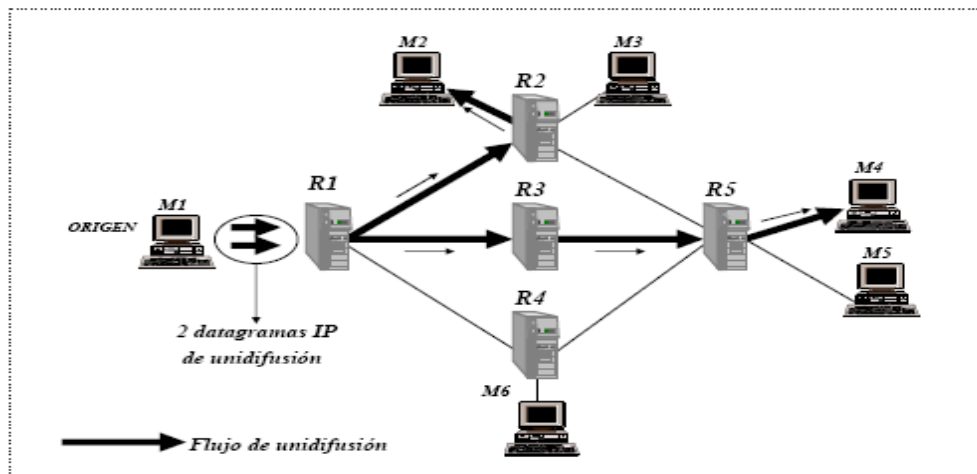 M2
M3
R2
R1
R3
R5
M4
ORIGEN
M1
M5
R4
2 datagramas IP
de unidifusión
M6
Flujo de unidifusión